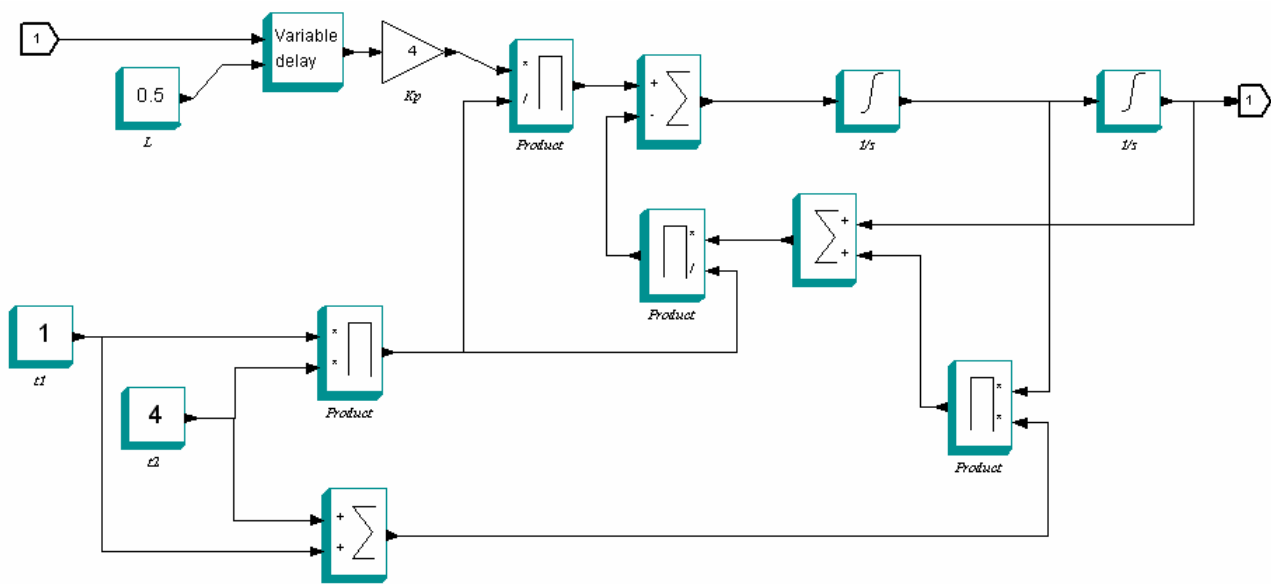 1
Variable
delay
0.5
L
4
Kp
*
/
Product
+
-
1/s
1/s
1
*
/
Product
+
+
1
t1
*
*
Product
4
t2
*
*
Product
+
+